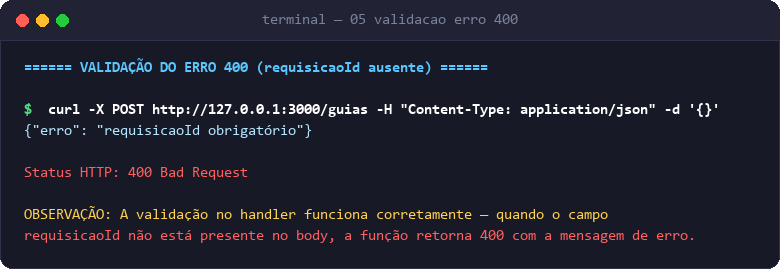 terminal — 05 validacao erro 400
====== VALIDAÇÃO DO ERRO 400 (requisicaoId ausente) ======
$ curl -X POST http://127.0.0.1:3000/guias -H "Content-Type: application/json" -d '{}'
{"erro": "requisicaoId obrigatório"}
Status HTTP: 400 Bad Request
OBSERVAÇÃO: A validação no handler funciona corretamente — quando o campo
requisicaoId não está presente no body, a função retorna 400 com a mensagem de erro.